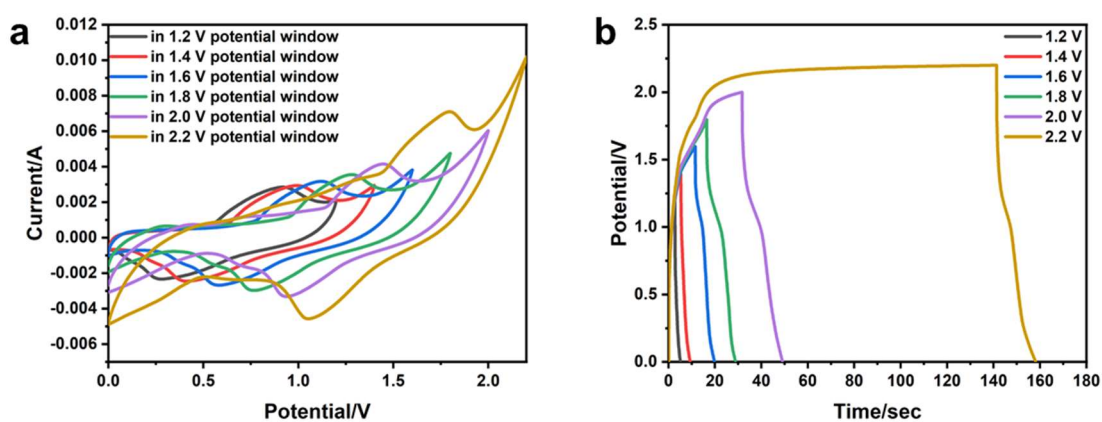 a
0.012
0.010
0.008
0.006
0.004
0.002
0.000
-0.002
-0.004
-0.006
Current/A
in 1.2 V potential window
in 1.4 V potential window
in 1.6 V potential window
in 1.8 V potential window
in 2.0 V potential window
in 2.2 V potential window
0.0 0.5 1.0 1.5 2.0
Potential/V
b
2.5
2.0
1.5
1.0
0.5
0.0
Potential/V
1.2 V
1.4 V
1.6 V
1.8 V
2.0 V
2.2 V
0 20 40 60 80 100 120 140 160 180
Time/sec